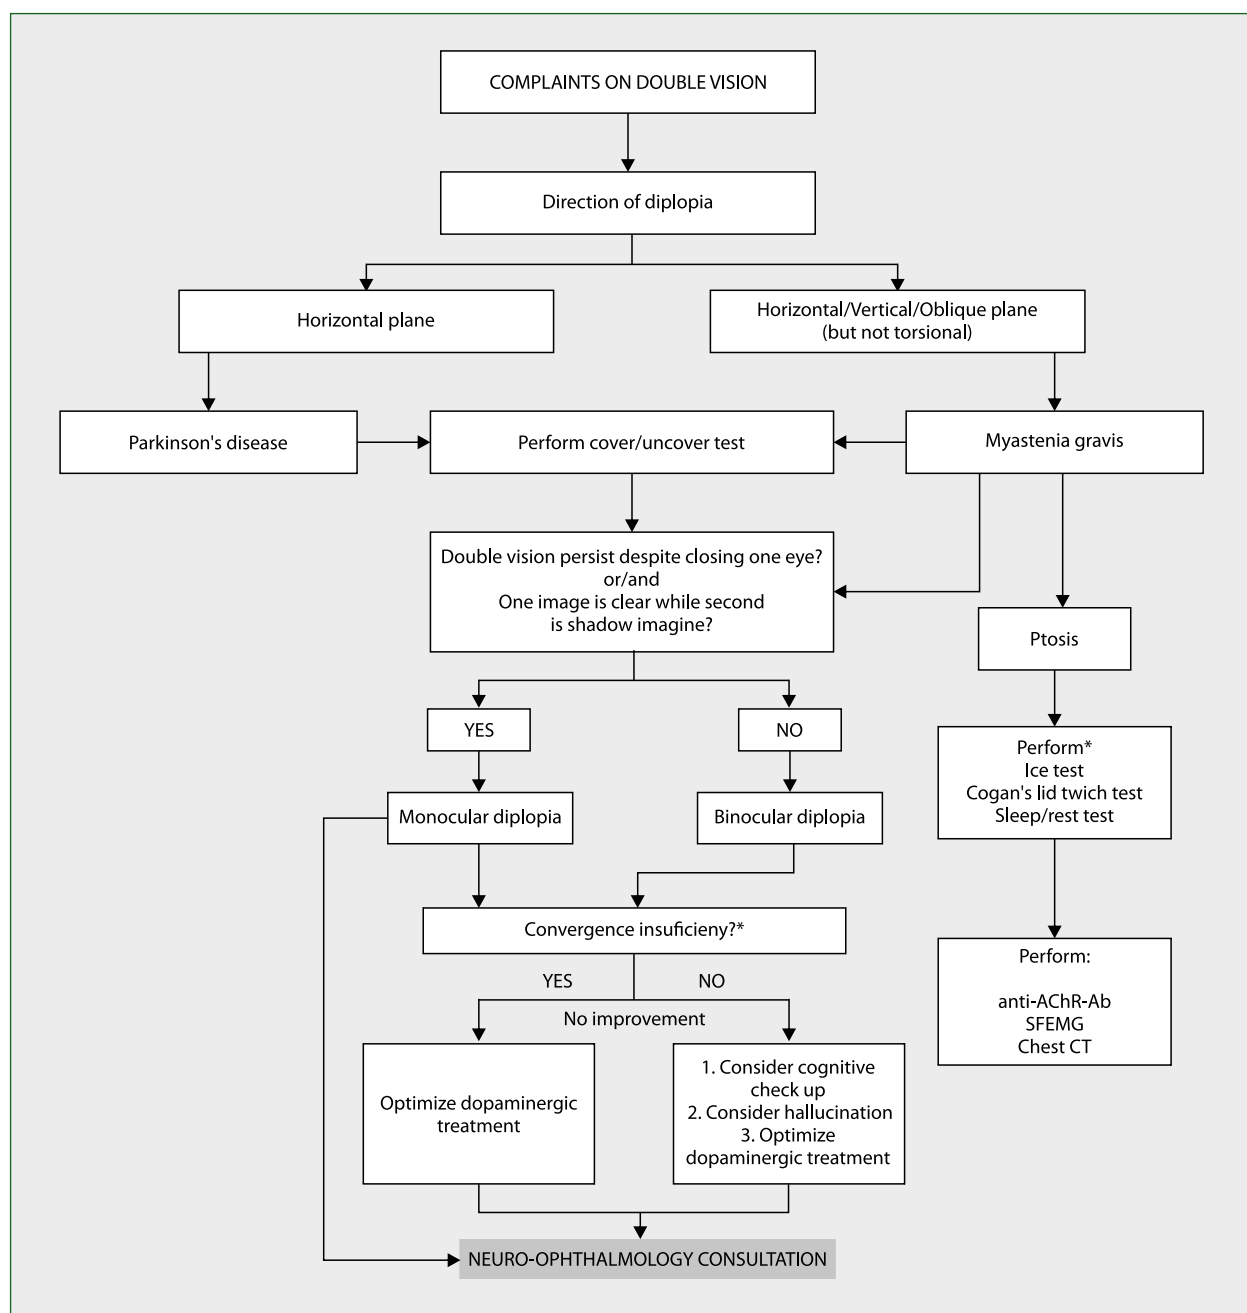 COMPLAINTS ON DOUBLE VISION
Direction of diplopia
Horizontal plane
Horizontal/Vertical/Oblique plane
(but not torsional)
Parkinson's disease
Perform cover/uncover test
Myastenia gravis
Double vision persist despite closing one eye?
or/and
One image is clear while second
is shadow imagine?
Ptosis
YES
NO
Perform*
Ice test
Cogan's lid twich test
Sleep/rest test
Monocular diplopia
Binocular diplopia
Convergence insuficieny?*
YES
NO
No improvement
Perform:
anti-AChR-Ab
SFEMG
Chest CT
Optimize dopaminergic
treatment
1. Consider cognitive
check up
2. Consider hallucination
3. Optimize
dopaminergic treatment
NEURO-OPHTHALMOLOGY CONSULTATION